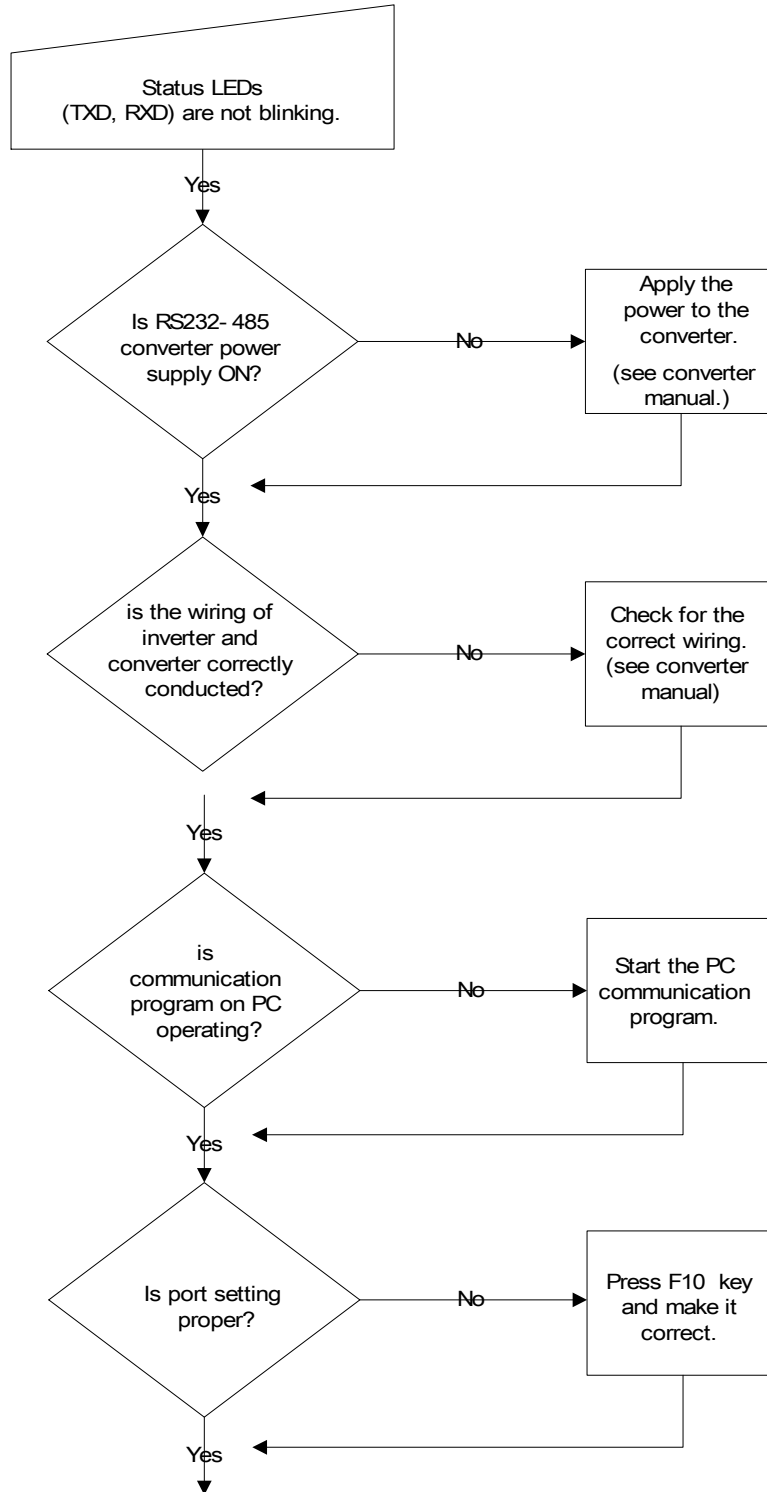 Status LEDs
(TXD, RXD) are not blinking.
Yes
Is RS232- 485
converter power
supply ON?
No
Apply the
power to the
converter.
(see converter
manual.)
Yes
is the wiring of
inverter and
converter correctly
conducted?
No
Check for the
correct wiring.
(see converter
manual)
Yes
is
communication
program on PC
operating?
No
Start the PC
communication
program.
Yes
Is port setting
proper?
No
Press F10 key
and make it
correct.
Yes